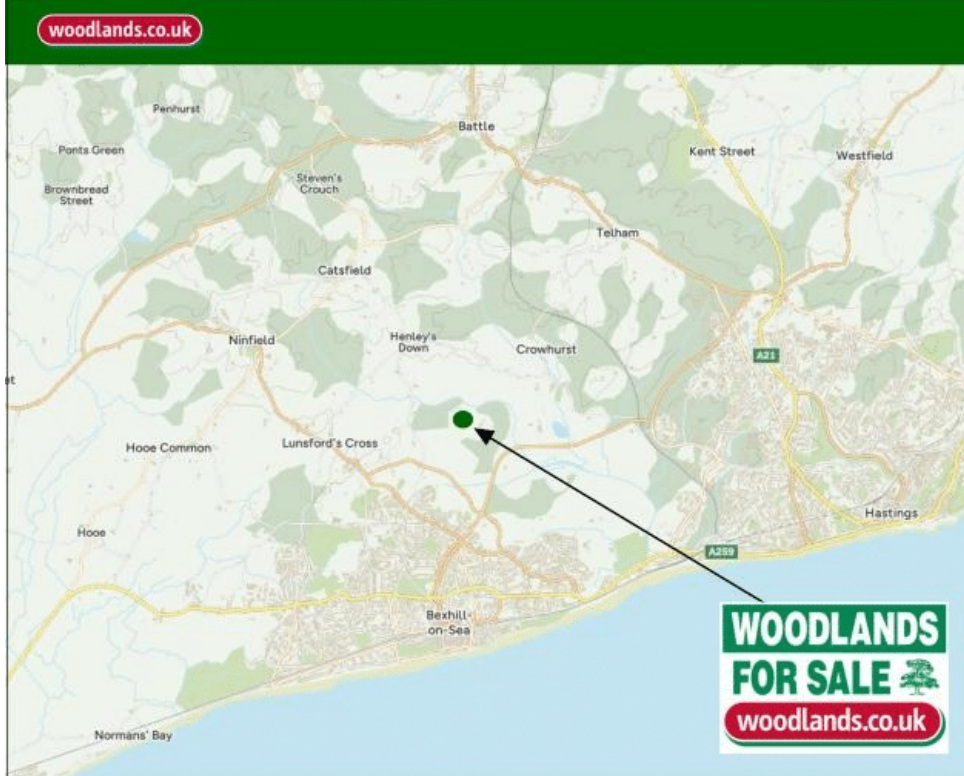 woodlands.co.uk
Penhurst
Battle
Ponts Green
Kent Street
Westfield
Steven's
Crouch
Brownbread
Street
Telham
Catsfield
Ninfield
Henley's
Down
Crowhurst
A21
Hooe Common
Lunsford's Cross
Hastings
Hooe
A259
Bexhill-
on-Sea
WOODLANDS
FOR SALE
woodlands.co.uk
Normans' Bay